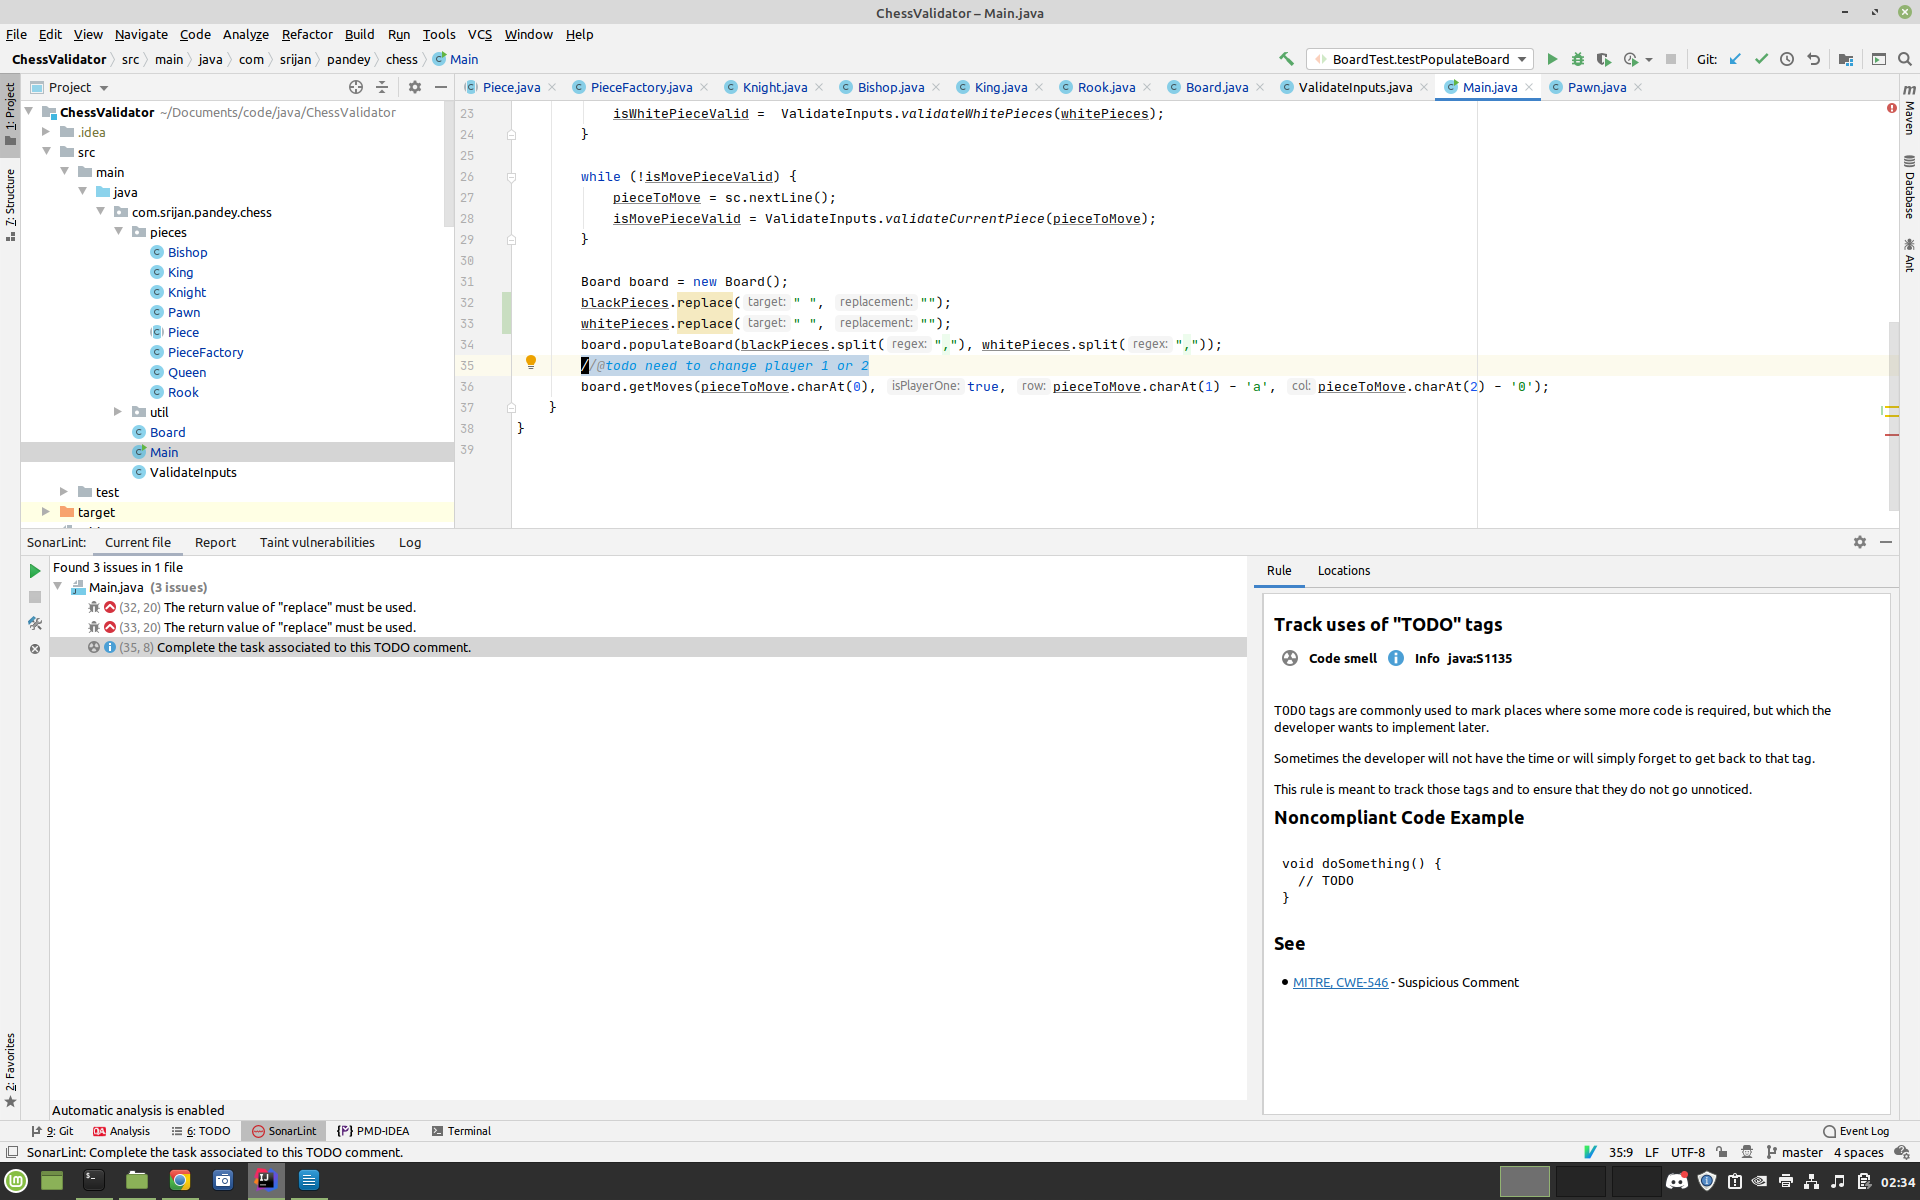 ChessValidator – Main.java
File Edit View Navigate Code Analyze Refactor Build Run Tools VCS Window Help
ChessValidator src main java com srijan pandey chess Main
BoardTest.testPopulateBoard
Git:
Project
Piece.java PieceFactory.java Knight.java Bishop.java King.java Rook.java Board.java ValidateInputs.java Main.java Pawn.java
1: Project
7: Structure
2: Favorites
Maven
Database
Ant
ChessValidator ~/Documents/code/java/ChessValidator
.idea
src
main
java
com.srijan.pandey.chess
pieces
Bishop
King
Knight
Pawn
Piece
PieceFactory
Queen
Rook
util
Board
Main
ValidateInputs
test
target
23 isWhitePieceValid = ValidateInputs.validateWhitePieces(whitePieces);
24 }
25
26 while (!isMovePieceValid) {
27 pieceToMove = sc.nextLine();
28 isMovePieceValid = ValidateInputs.validateCurrentPiece(pieceToMove);
29 }
30
31 Board board = new Board();
32 blackPieces.replace( target: " ", replacement: "");
33 whitePieces.replace( target: " ", replacement: "");
34 board.populateBoard(blackPieces.split( regex: ","), whitePieces.split( regex: ","));
35 //@todo need to change player 1 or 2
36 board.getMoves(pieceToMove.charAt(0), isPlayerOne: true, row: pieceToMove.charAt(1) - 'a', col: pieceToMove.charAt(2) - '0');
37 }
38 }
39
SonarLint: Current file Report Taint vulnerabilities Log
Found 3 issues in 1 file
Main.java (3 issues)
(32, 20) The return value of "replace" must be used.
(33, 20) The return value of "replace" must be used.
(35, 8) Complete the task associated to this TODO comment.
Automatic analysis is enabled
Rule Locations
Track uses of "TODO" tags
Code smell Info java:S1135
TODO tags are commonly used to mark places where some more code is required, but which the
developer wants to implement later.
Sometimes the developer will not have the time or will simply forget to get back to that tag.
This rule is meant to track those tags and to ensure that they do not go unnoticed.
Noncompliant Code Example
void doSomething() {
// TODO
}
See
MITRE, CWE-546 - Suspicious Comment
9: Git Analysis 6: TODO SonarLint PMD-IDEA Terminal Event Log
SonarLint: Complete the task associated to this TODO comment. 35:9 LF UTF-8 master 4 spaces
02:34